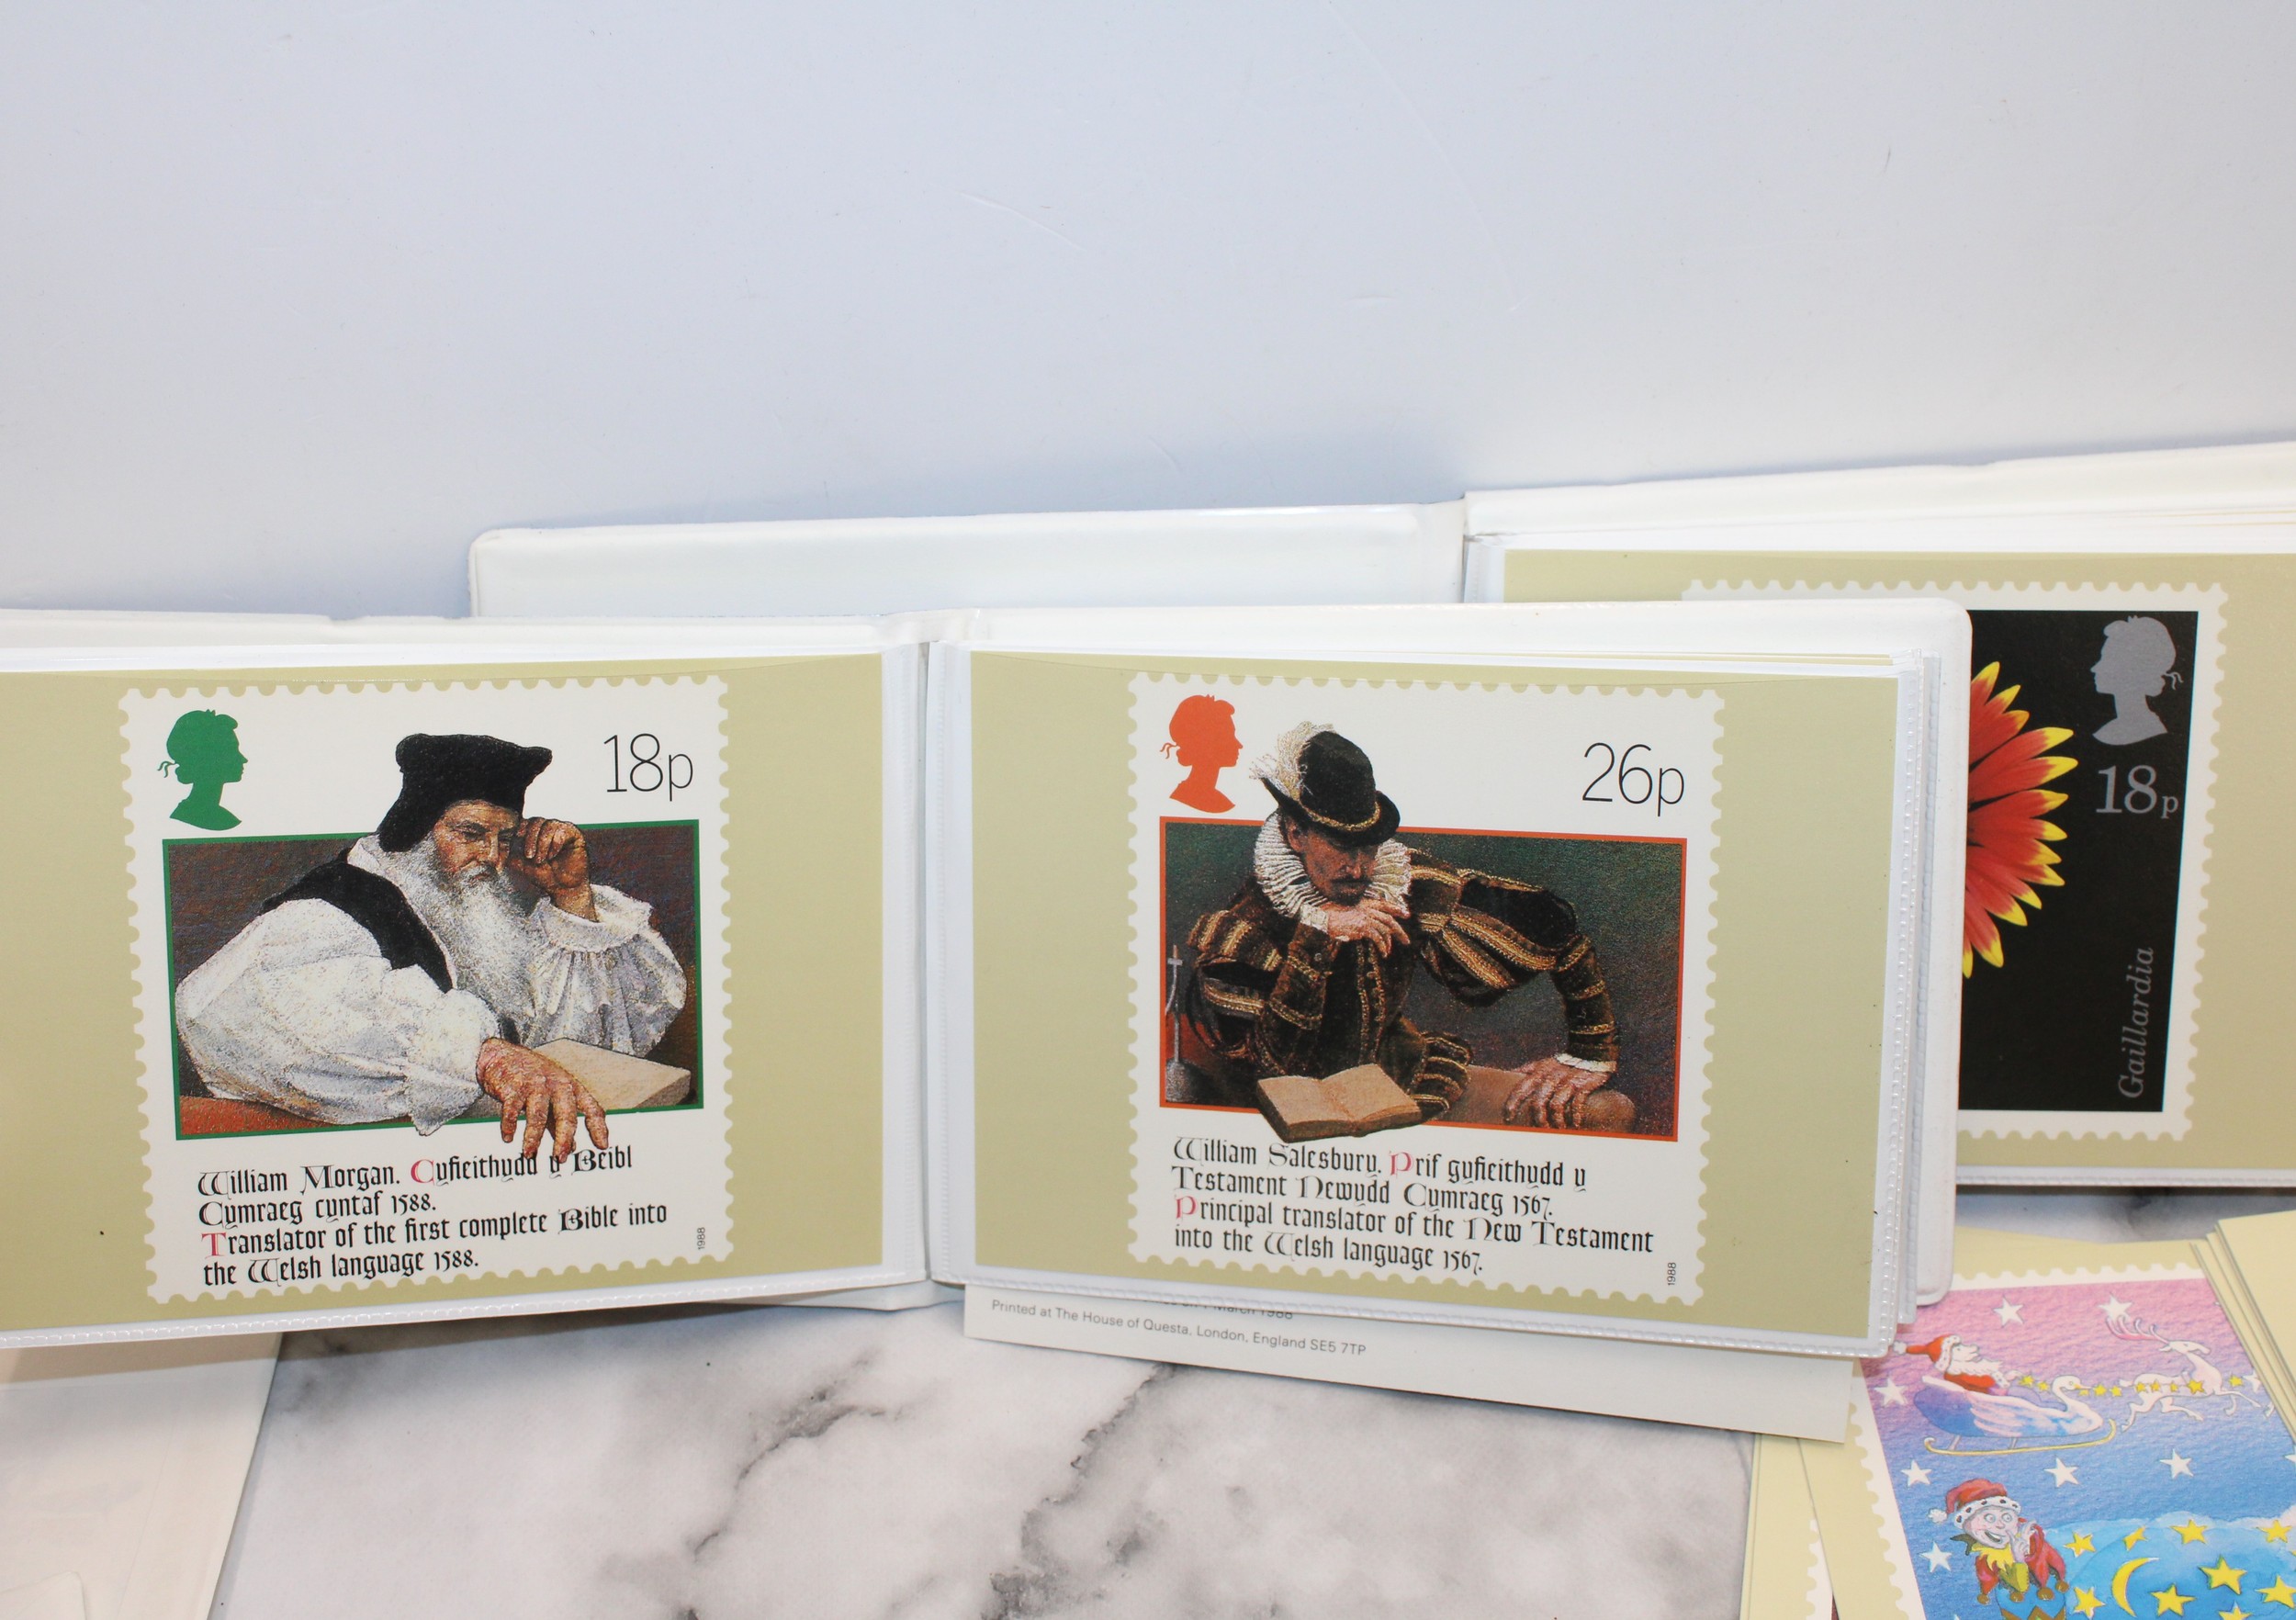 18p
William Morgan. Cyfieithydd y Beibl
Cymraeg cyntaf 1588.
Translator of the first complete Bible into
the Welsh language 1588.
1988
26p
William Salesbury. Prif gyfieithydd y
Testament Newydd Cymraeg 1567.
Principal translator of the New Testament
into the Welsh language 1567.
1988
18p
Gaillardia
March 1988
Printed at The House of Questa, London, England SE5 7TP